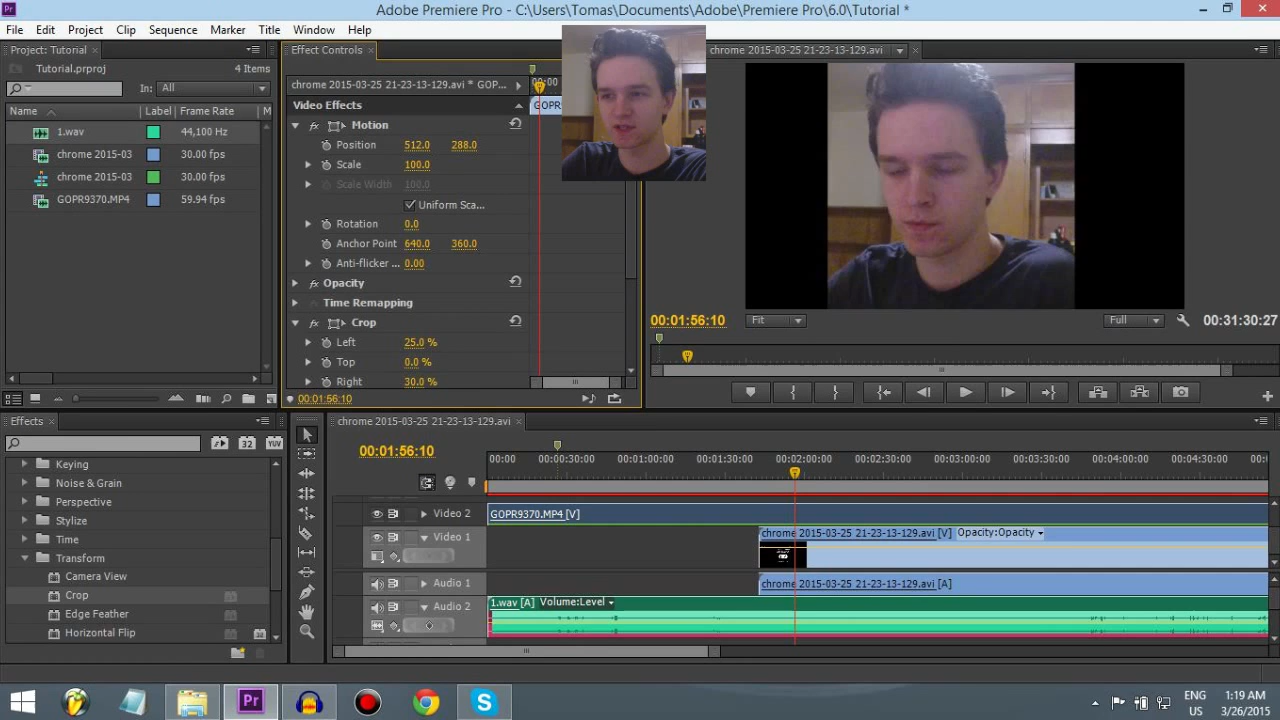 Adobe Premiere Pro - C:\Users\Tomas\Documents\Adobe\Premiere Pro\6.0\Tutorial *
File Edit Project Clip Sequence Marker Title Window Help
Project: Tutorial
Tutorial.prproj 4 Items
In: All
Name Label Frame Rate M
1.wav 44,100 Hz
chrome 2015-03 30.00 fps
chrome 2015-03 30.00 fps
GOPR9370.MP4 59.94 fps
Effect Controls
chrome 2015-03-25 21-23-13-129.avi * GOP...
:00:00
Video Effects
GOPR
Motion
Position 512.0 288.0
Scale 100.0
Scale Width 100.0
Uniform Sca...
Rotation 0.0
Anchor Point 640.0 360.0
Anti-flicker ... 0.00
Opacity
Time Remapping
Crop
Left 25.0 %
Top 0.0 %
Right 30.0 %
00:01:56:10
chrome 2015-03-25 21-23-13-129.avi
00:01:56:10 Fit Full 00:31:30:27
Effects
32 YUV
Keying
Noise & Grain
Perspective
Stylize
Time
Transform
Camera View
Crop
Edge Feather
Horizontal Flip
chrome 2015-03-25 21-23-13-129.avi
00:01:56:10
00:00 00:00:30:00 00:01:00:00 00:01:30:00 00:02:00:00 00:02:30:00 00:03:00:00 00:03:30:00 00:04:00:00 00:04:30:00
Video 2 GOPR9370.MP4 [V]
Video 1 chrome 2015-03-25 21-23-13-129.avi [V] Opacity:Opacity
Audio 1 chrome 2015-03-25 21-23-13-129.avi [A]
Audio 2 1.wav [A] Volume:Level
Pr
ENG
US
1:19 AM
3/26/2015